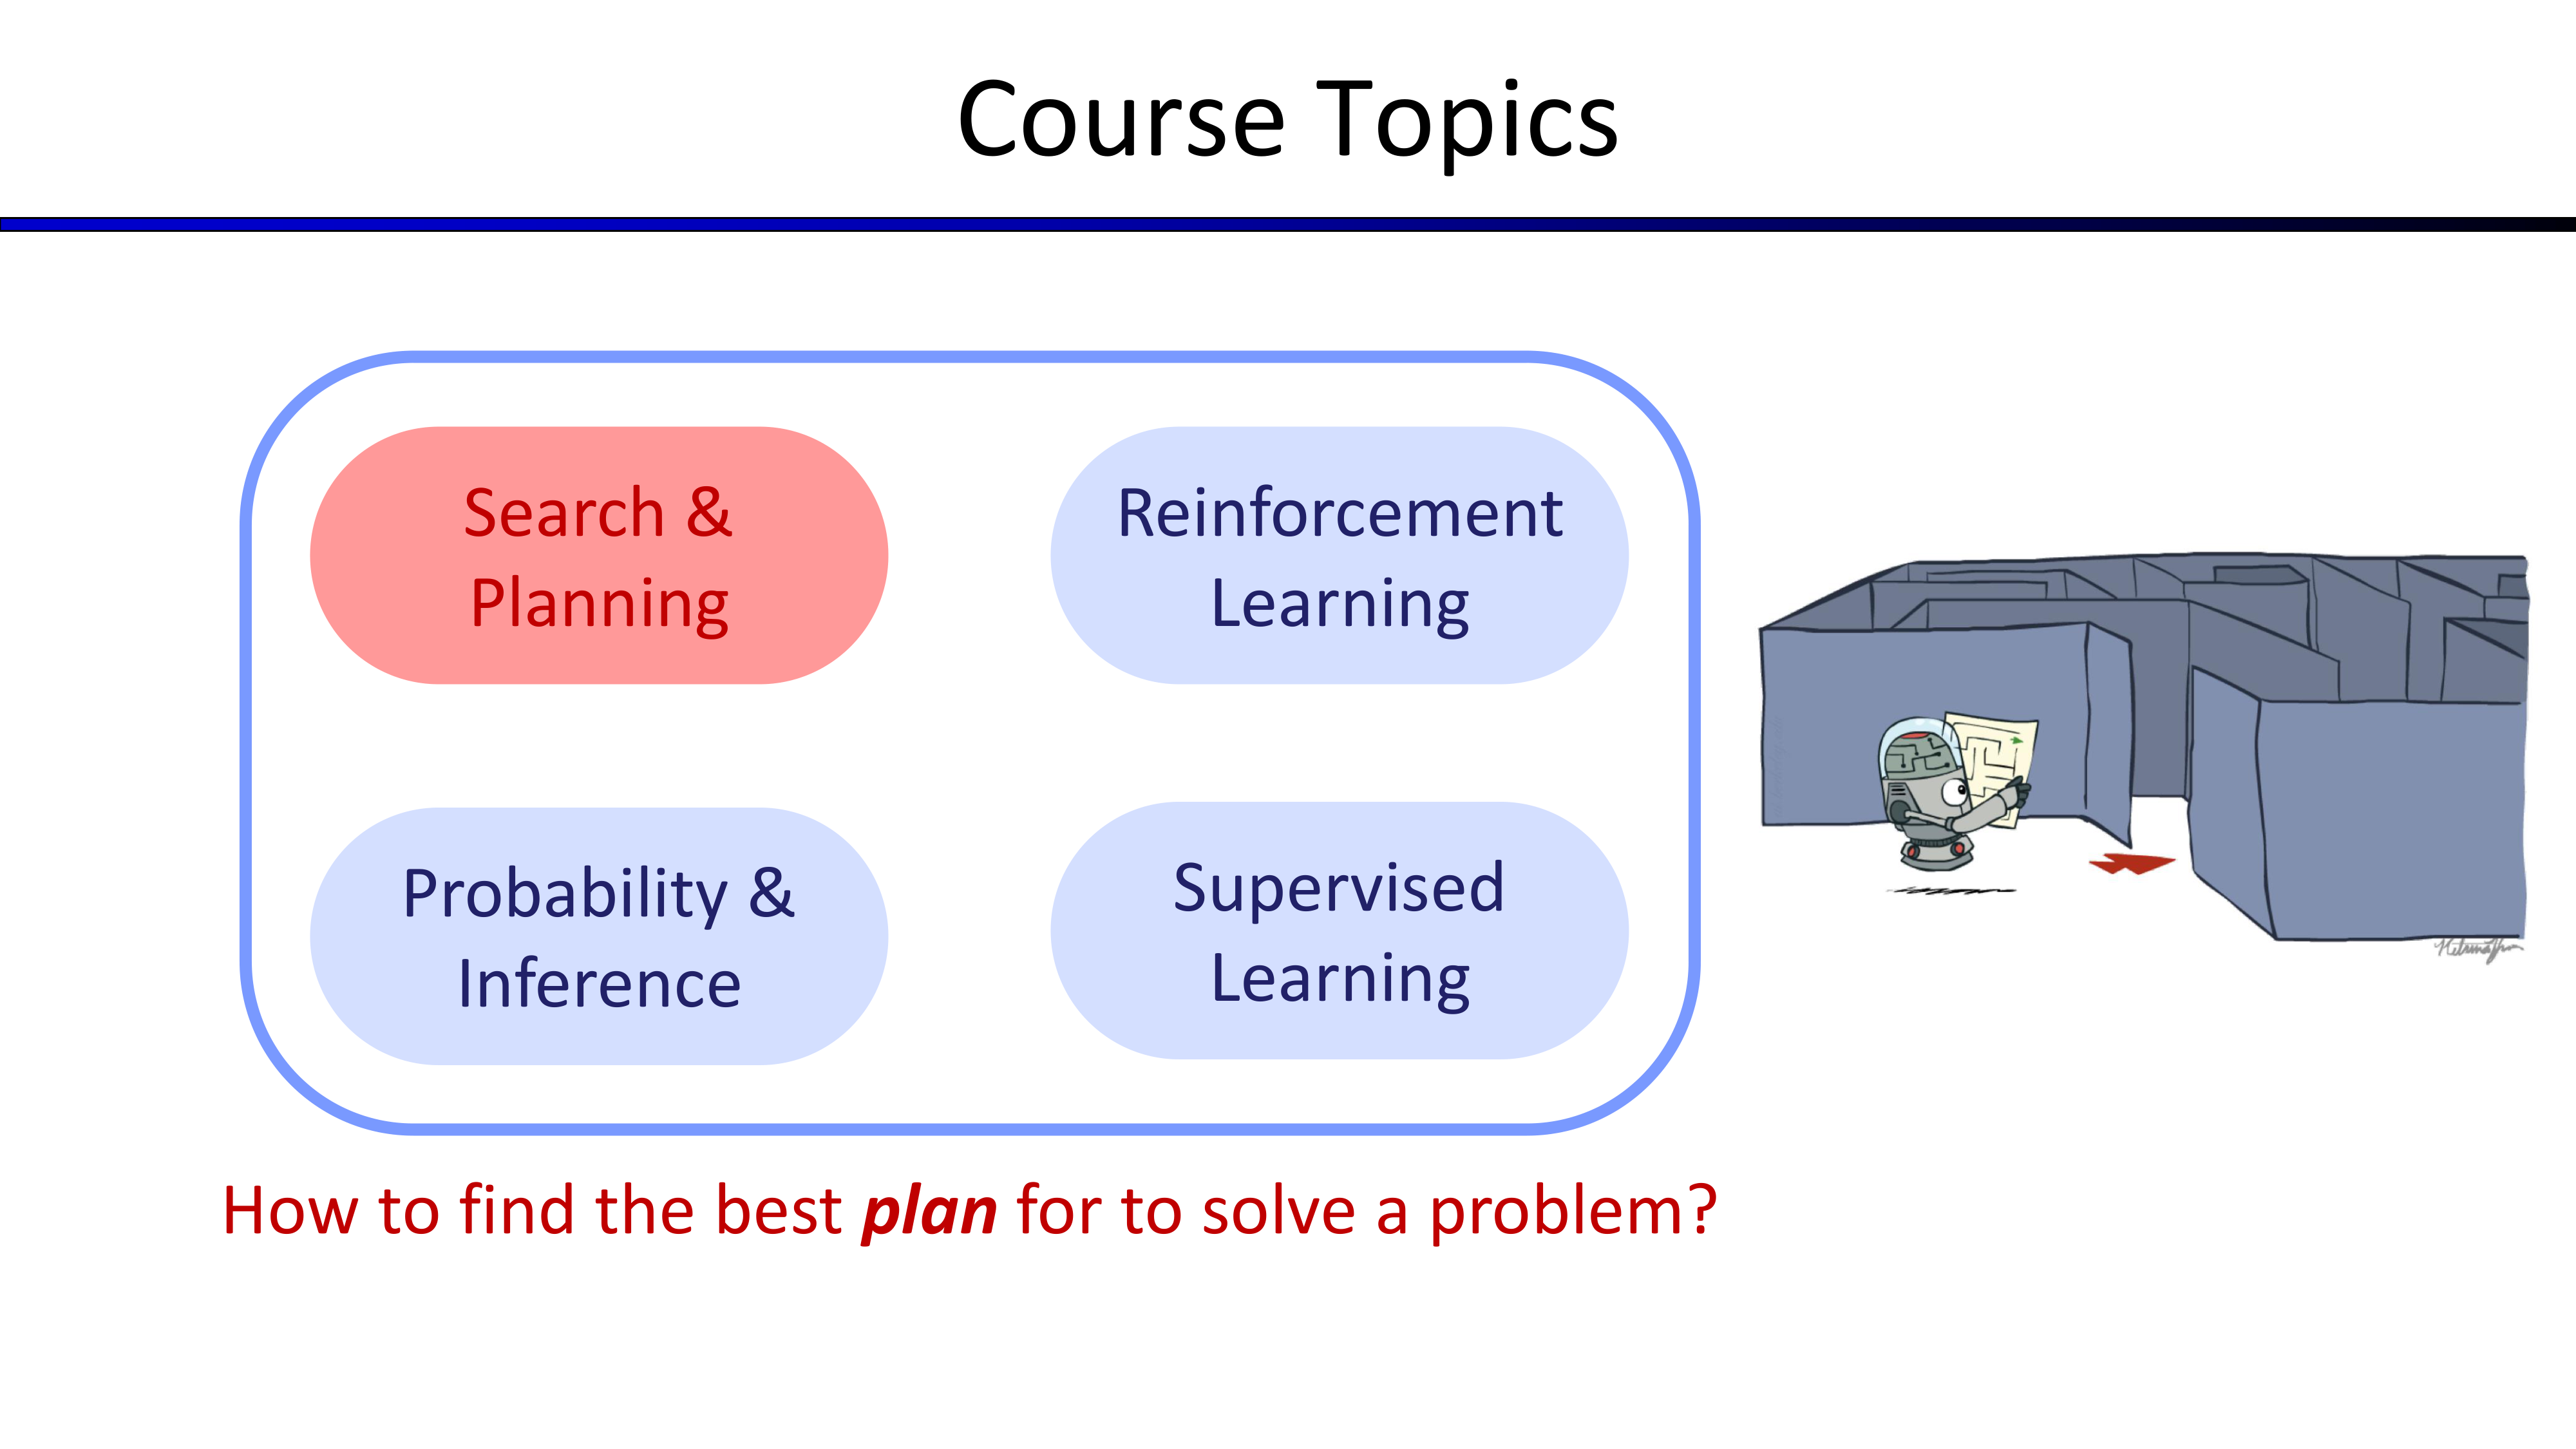 Course Topics
Search &
Planning
Reinforcement
Learning
Probability &
Inference
Supervised
Learning
How to find the best plan for to solve a problem?